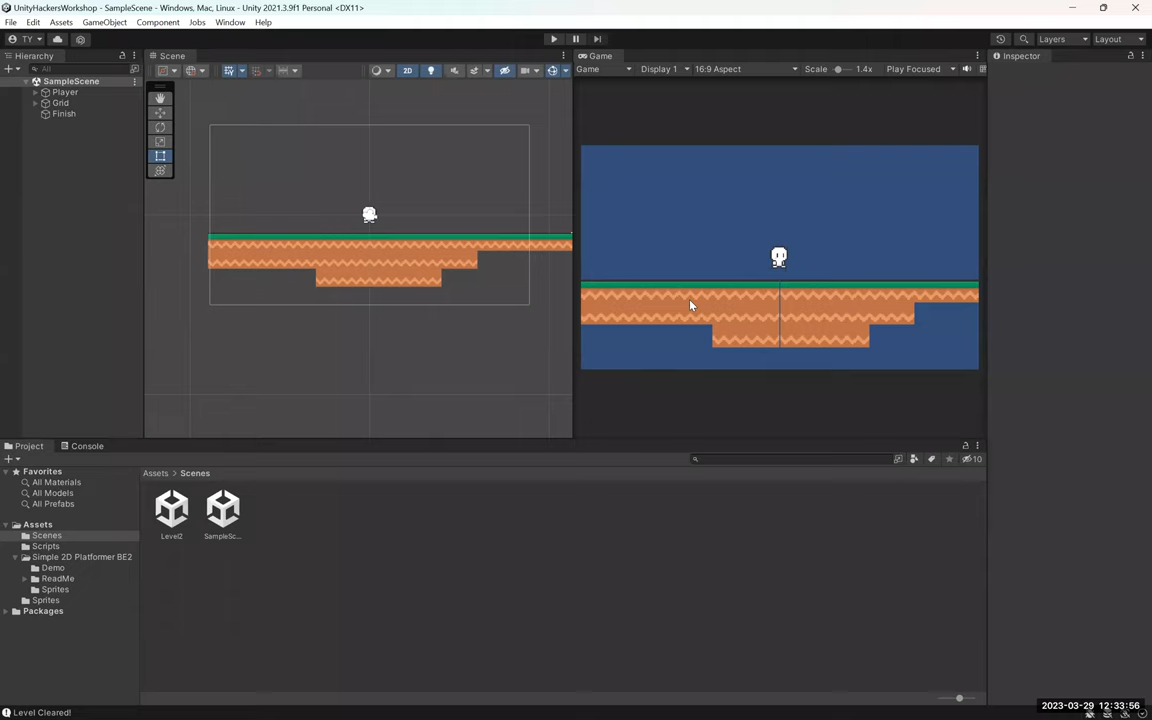 UnityHackersWorkshop - SampleScene - Windows, Mac, Linux - Unity 2021.3.9f1 Personal <DX11>
File Edit Assets GameObject Component Jobs Window Help
TY
Layers Layout
Hierarchy
All
SampleScene
Player
Grid
Finish
Scene
2D
Game
Game Display 1 16:9 Aspect Scale 1.4x Play Focused
Inspector
Project Console
10
Favorites
All Materials
All Models
All Prefabs
Assets
Scenes
Scripts
Simple 2D Platformer BE2
Demo
ReadMe
Sprites
Sprites
Packages
Assets > Scenes
Level2 SampleSc...
Level Cleared!
2023-03-29 12:33:56